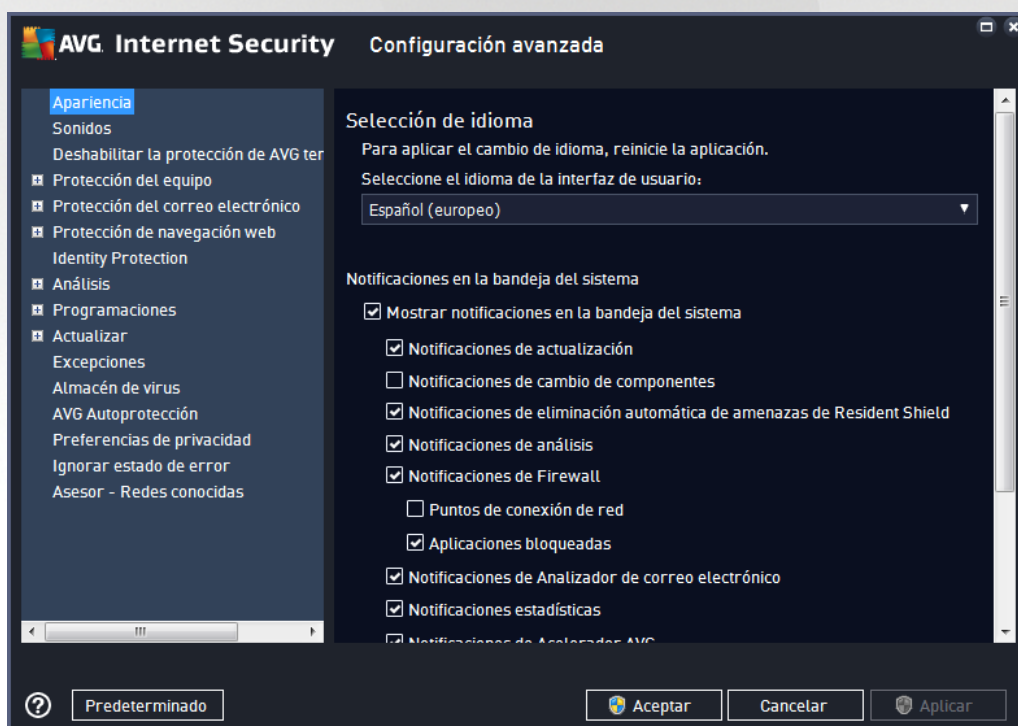 AVG. Internet Security Configuración avanzada
Apariencia
Sonidos
Deshabilitar la protección de AVG ter
Protección del equipo
Protección del correo electrónico
Protección de navegación web
Identity Protection
Análisis
Programaciones
Actualizar
Excepciones
Almacén de virus
AVG Autoprotección
Preferencias de privacidad
Ignorar estado de error
Asesor - Redes conocidas
Selección de idioma
Para aplicar el cambio de idioma, reinicie la aplicación.
Seleccione el idioma de la interfaz de usuario:
Español (europeo)
Notificaciones en la bandeja del sistema
Mostrar notificaciones en la bandeja del sistema
Notificaciones de actualización
Notificaciones de cambio de componentes
Notificaciones de eliminación automática de amenazas de Resident Shield
Notificaciones de análisis
Notificaciones de Firewall
Puntos de conexión de red
Aplicaciones bloqueadas
Notificaciones de Analizador de correo electrónico
Notificaciones estadísticas
Notificaciones de Acelerador AVG
Predeterminado
Aceptar
Cancelar
Aplicar